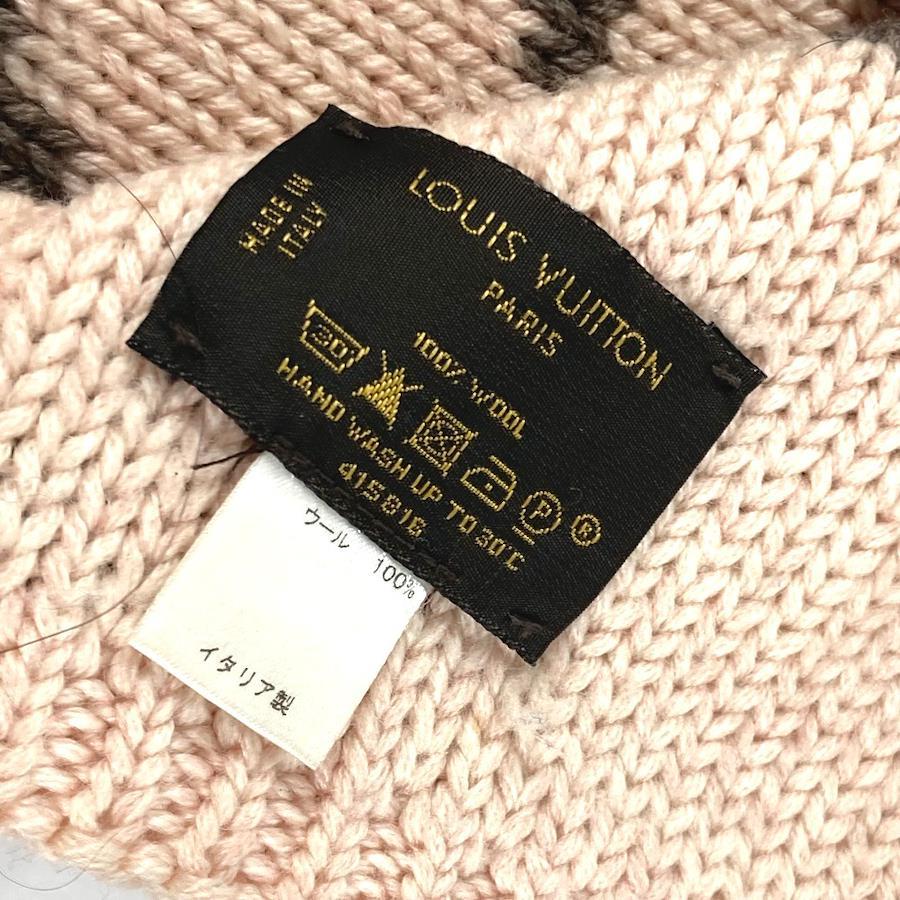 LOUIS VUITTON
PARIS
MADE IN
ITALY
100% WOOL
30°
P
®
HAND WASH UP TO 30°C
415816
ウール 100%
イタリア製